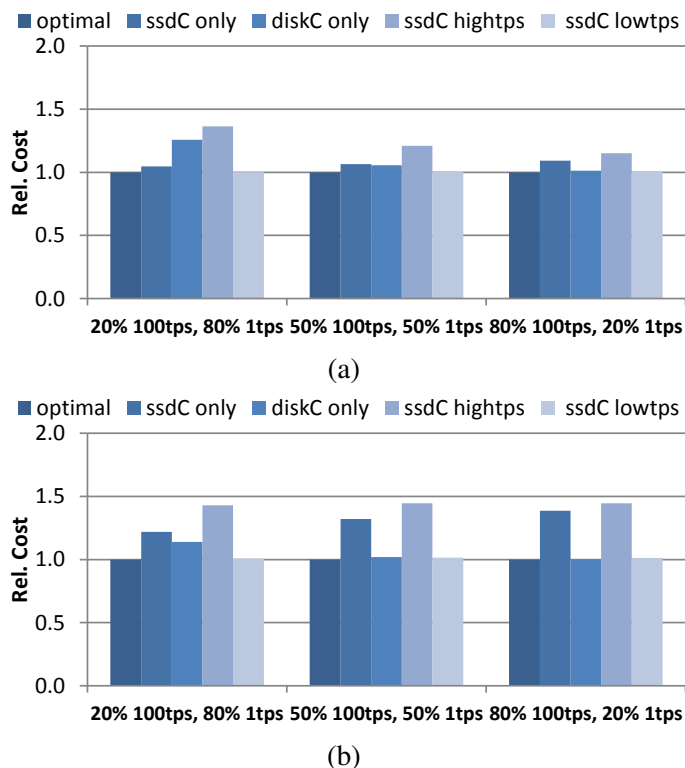 optimal ssdC only diskC only ssdC hightps ssdC lowtps
2.0
1.5
1.0
0.5
0.0
Rel. Cost
20% 100tps, 80% 1tps 50% 100tps, 50% 1tps 80% 100tps, 20% 1tps
(a)
optimal ssdC only diskC only ssdC hightps ssdC lowtps
2.0
1.5
1.0
0.5
0.0
Rel. Cost
20% 100tps, 80% 1tps 50% 100tps, 50% 1tps 80% 100tps, 20% 1tps
(b)